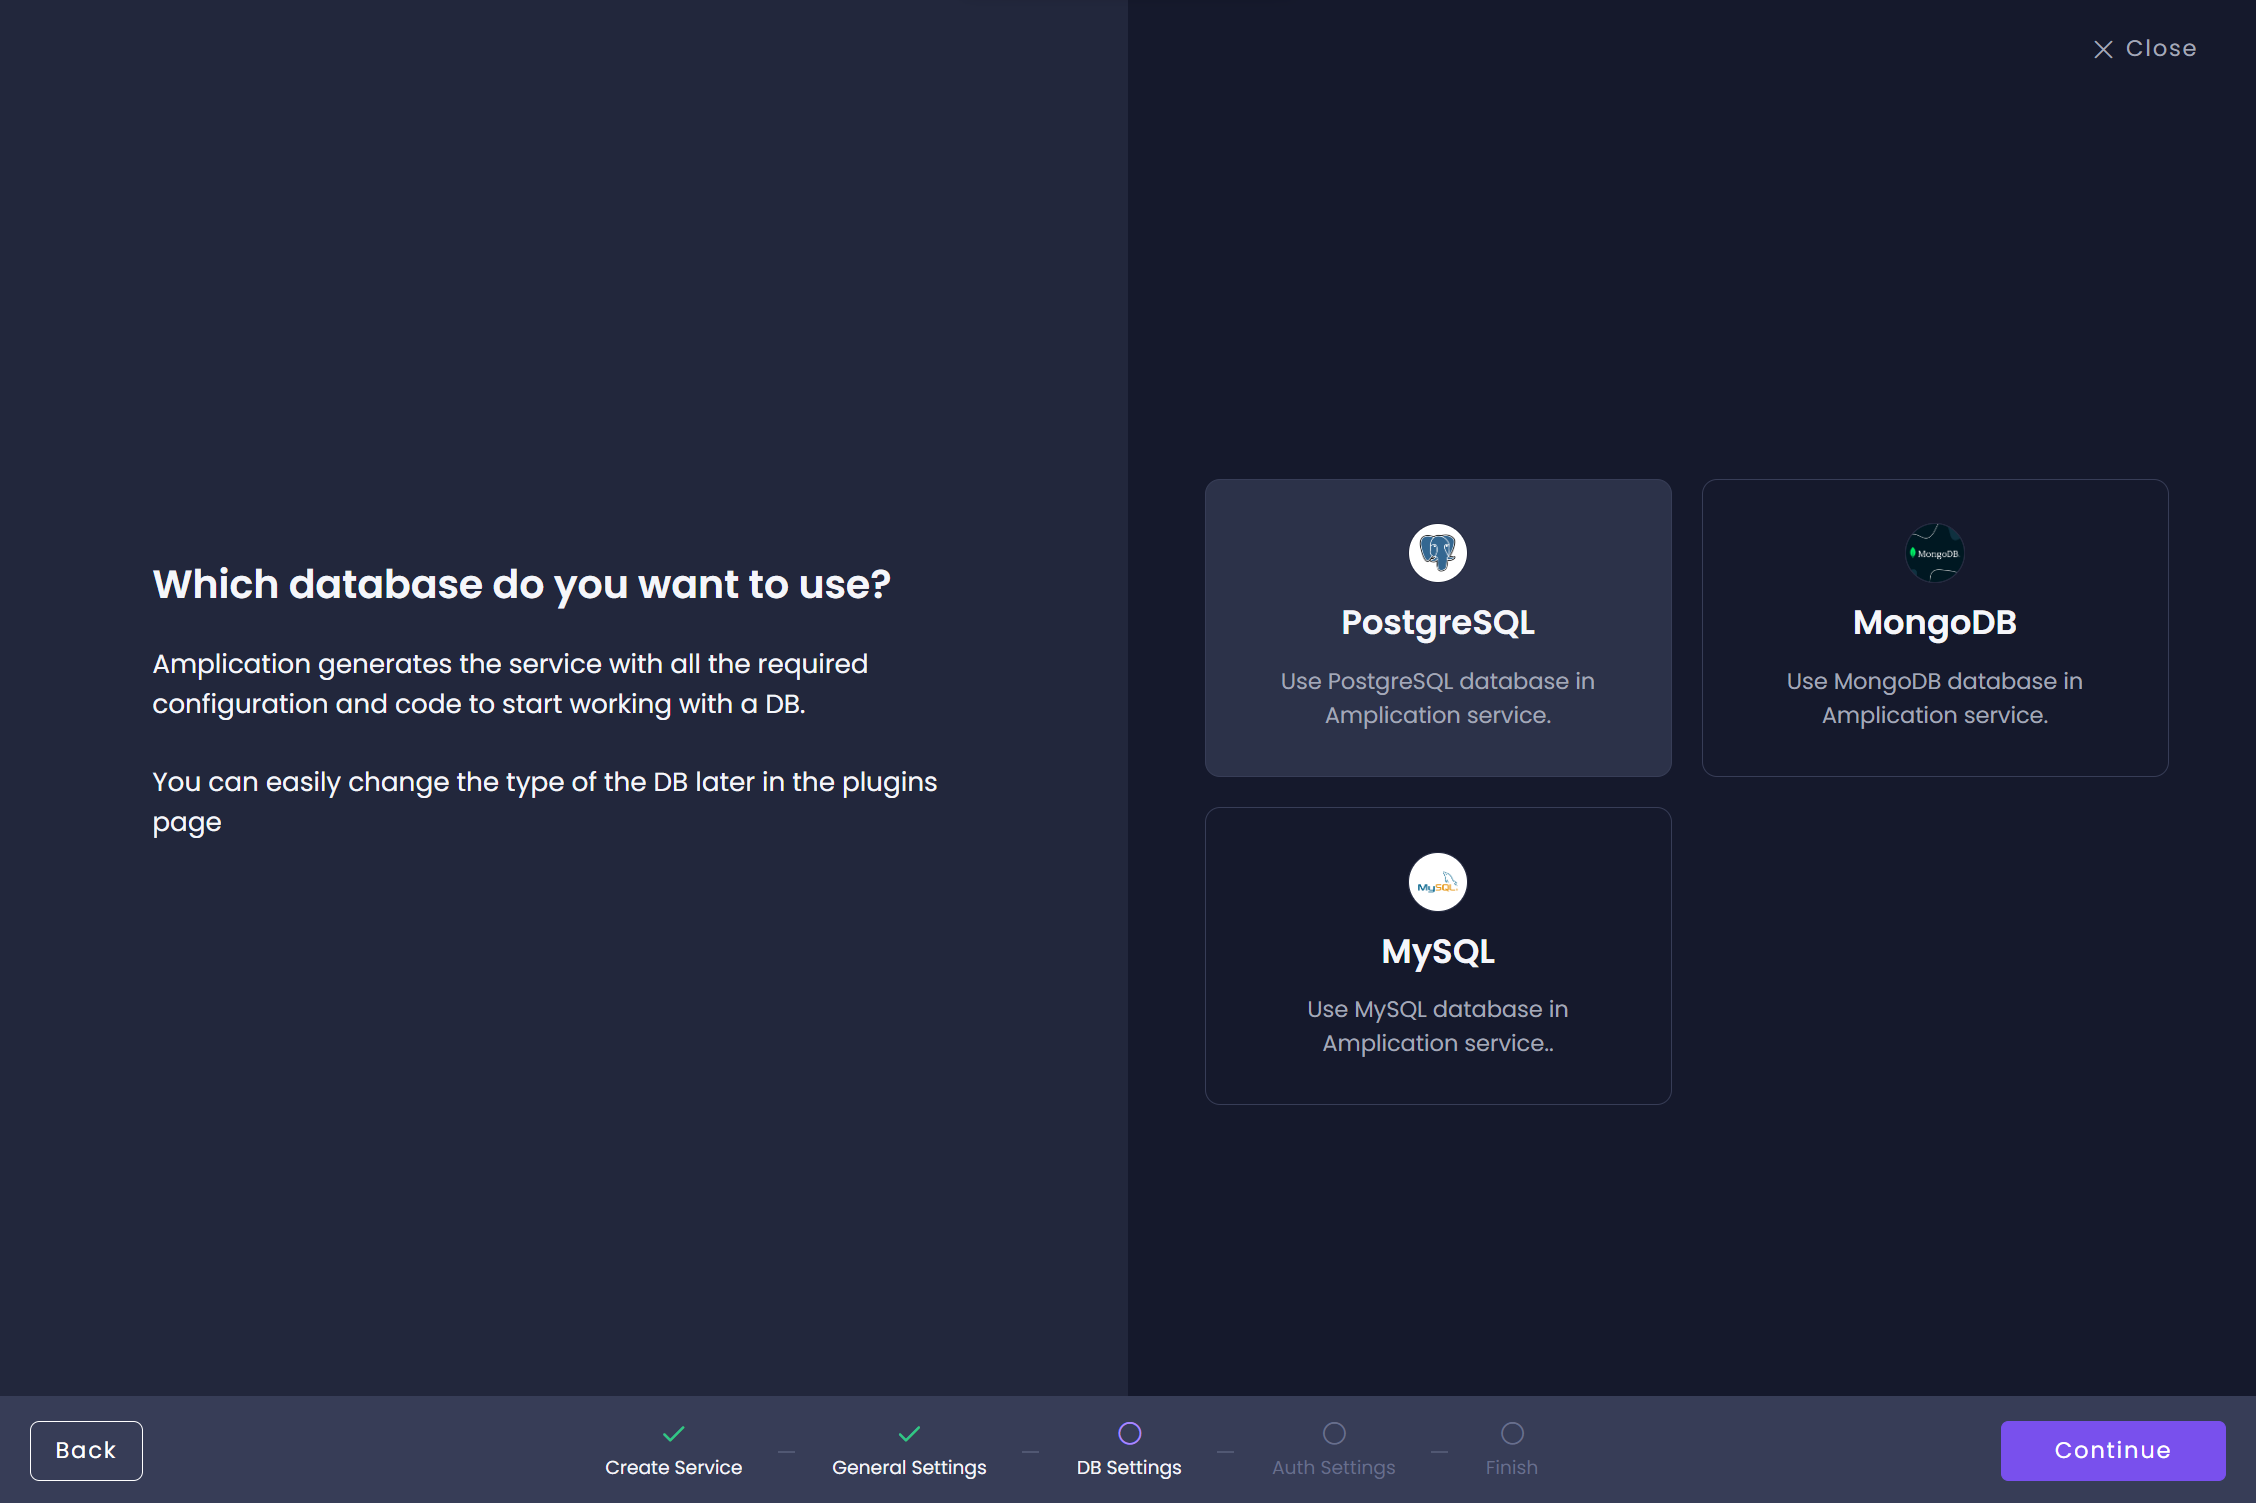 Close
Which database do you want to use?
Amplication generates the service with all the required
configuration and code to start working with a DB.
You can easily change the type of the DB later in the plugins
page
PostgreSQL
Use PostgreSQL database in
Amplication service.
MongoDB
MongoDB
Use MongoDB database in
Amplication service.
MySQL
MySQL
Use MySQL database in
Amplication service..
Back
Create Service
General Settings
DB Settings
Auth Settings
Finish
Continue